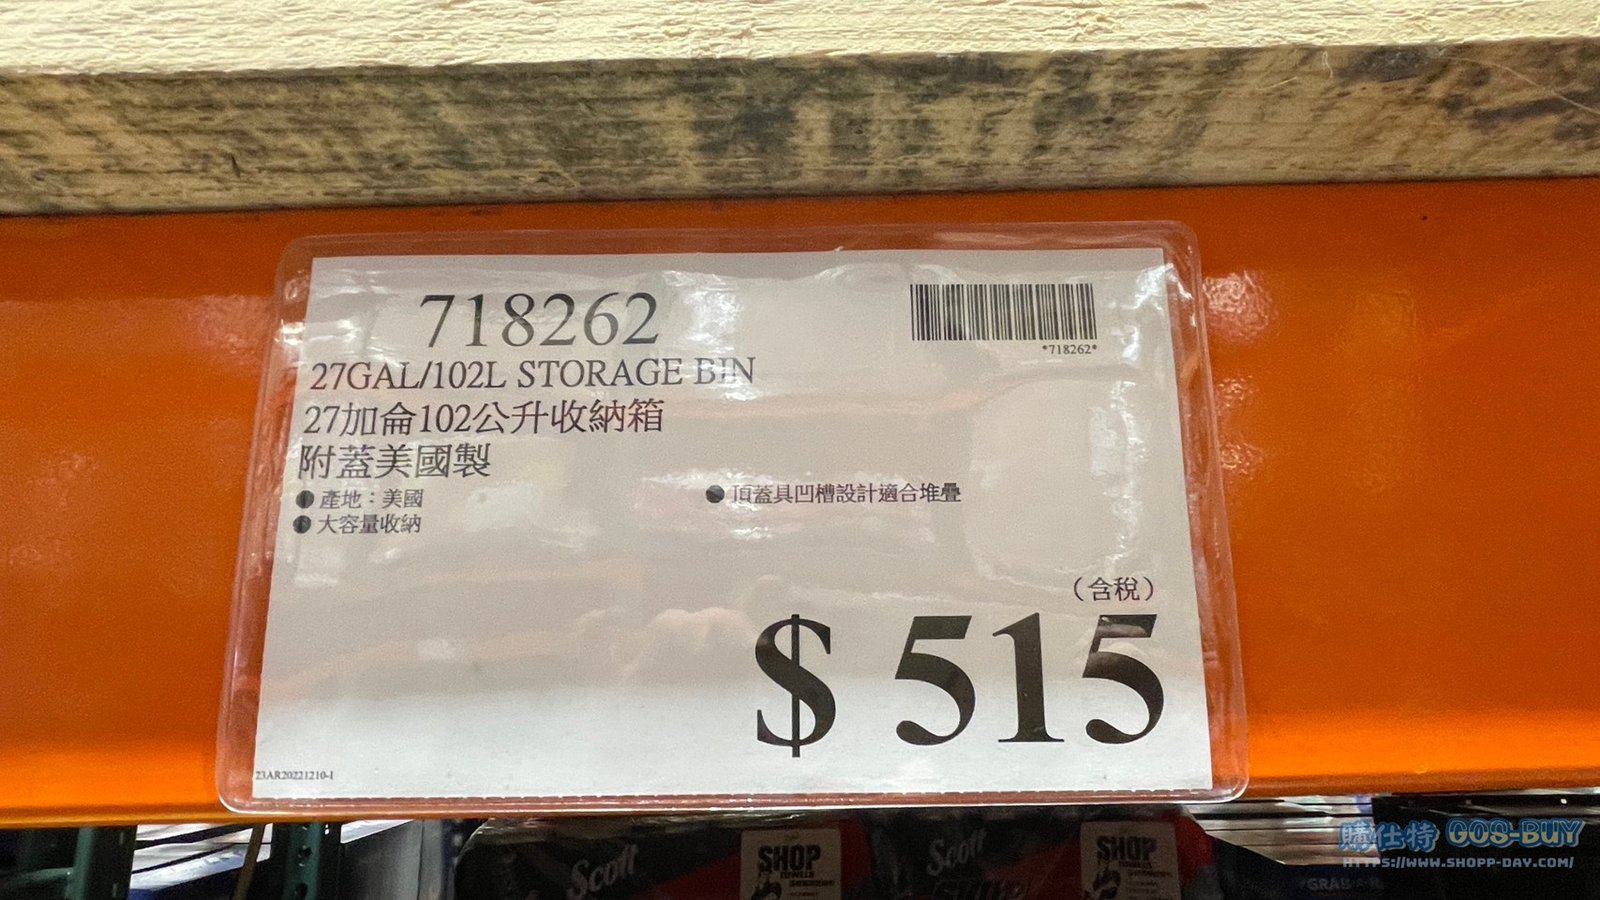 718262
*718262*
27GAL/102L STORAGE BIN
27加侖102公升收納箱
附蓋美國製
● 產地：美國
● 頂蓋具凹槽設計適合堆疊
● 大容量收納
（含稅）
$ 515
23AR20221210-1
Scott
SHOP
TOWELS
Scott
SHOP
購仕特 GOS-BUY
HTTPS://WWW.SHOPP-DAY.COM/